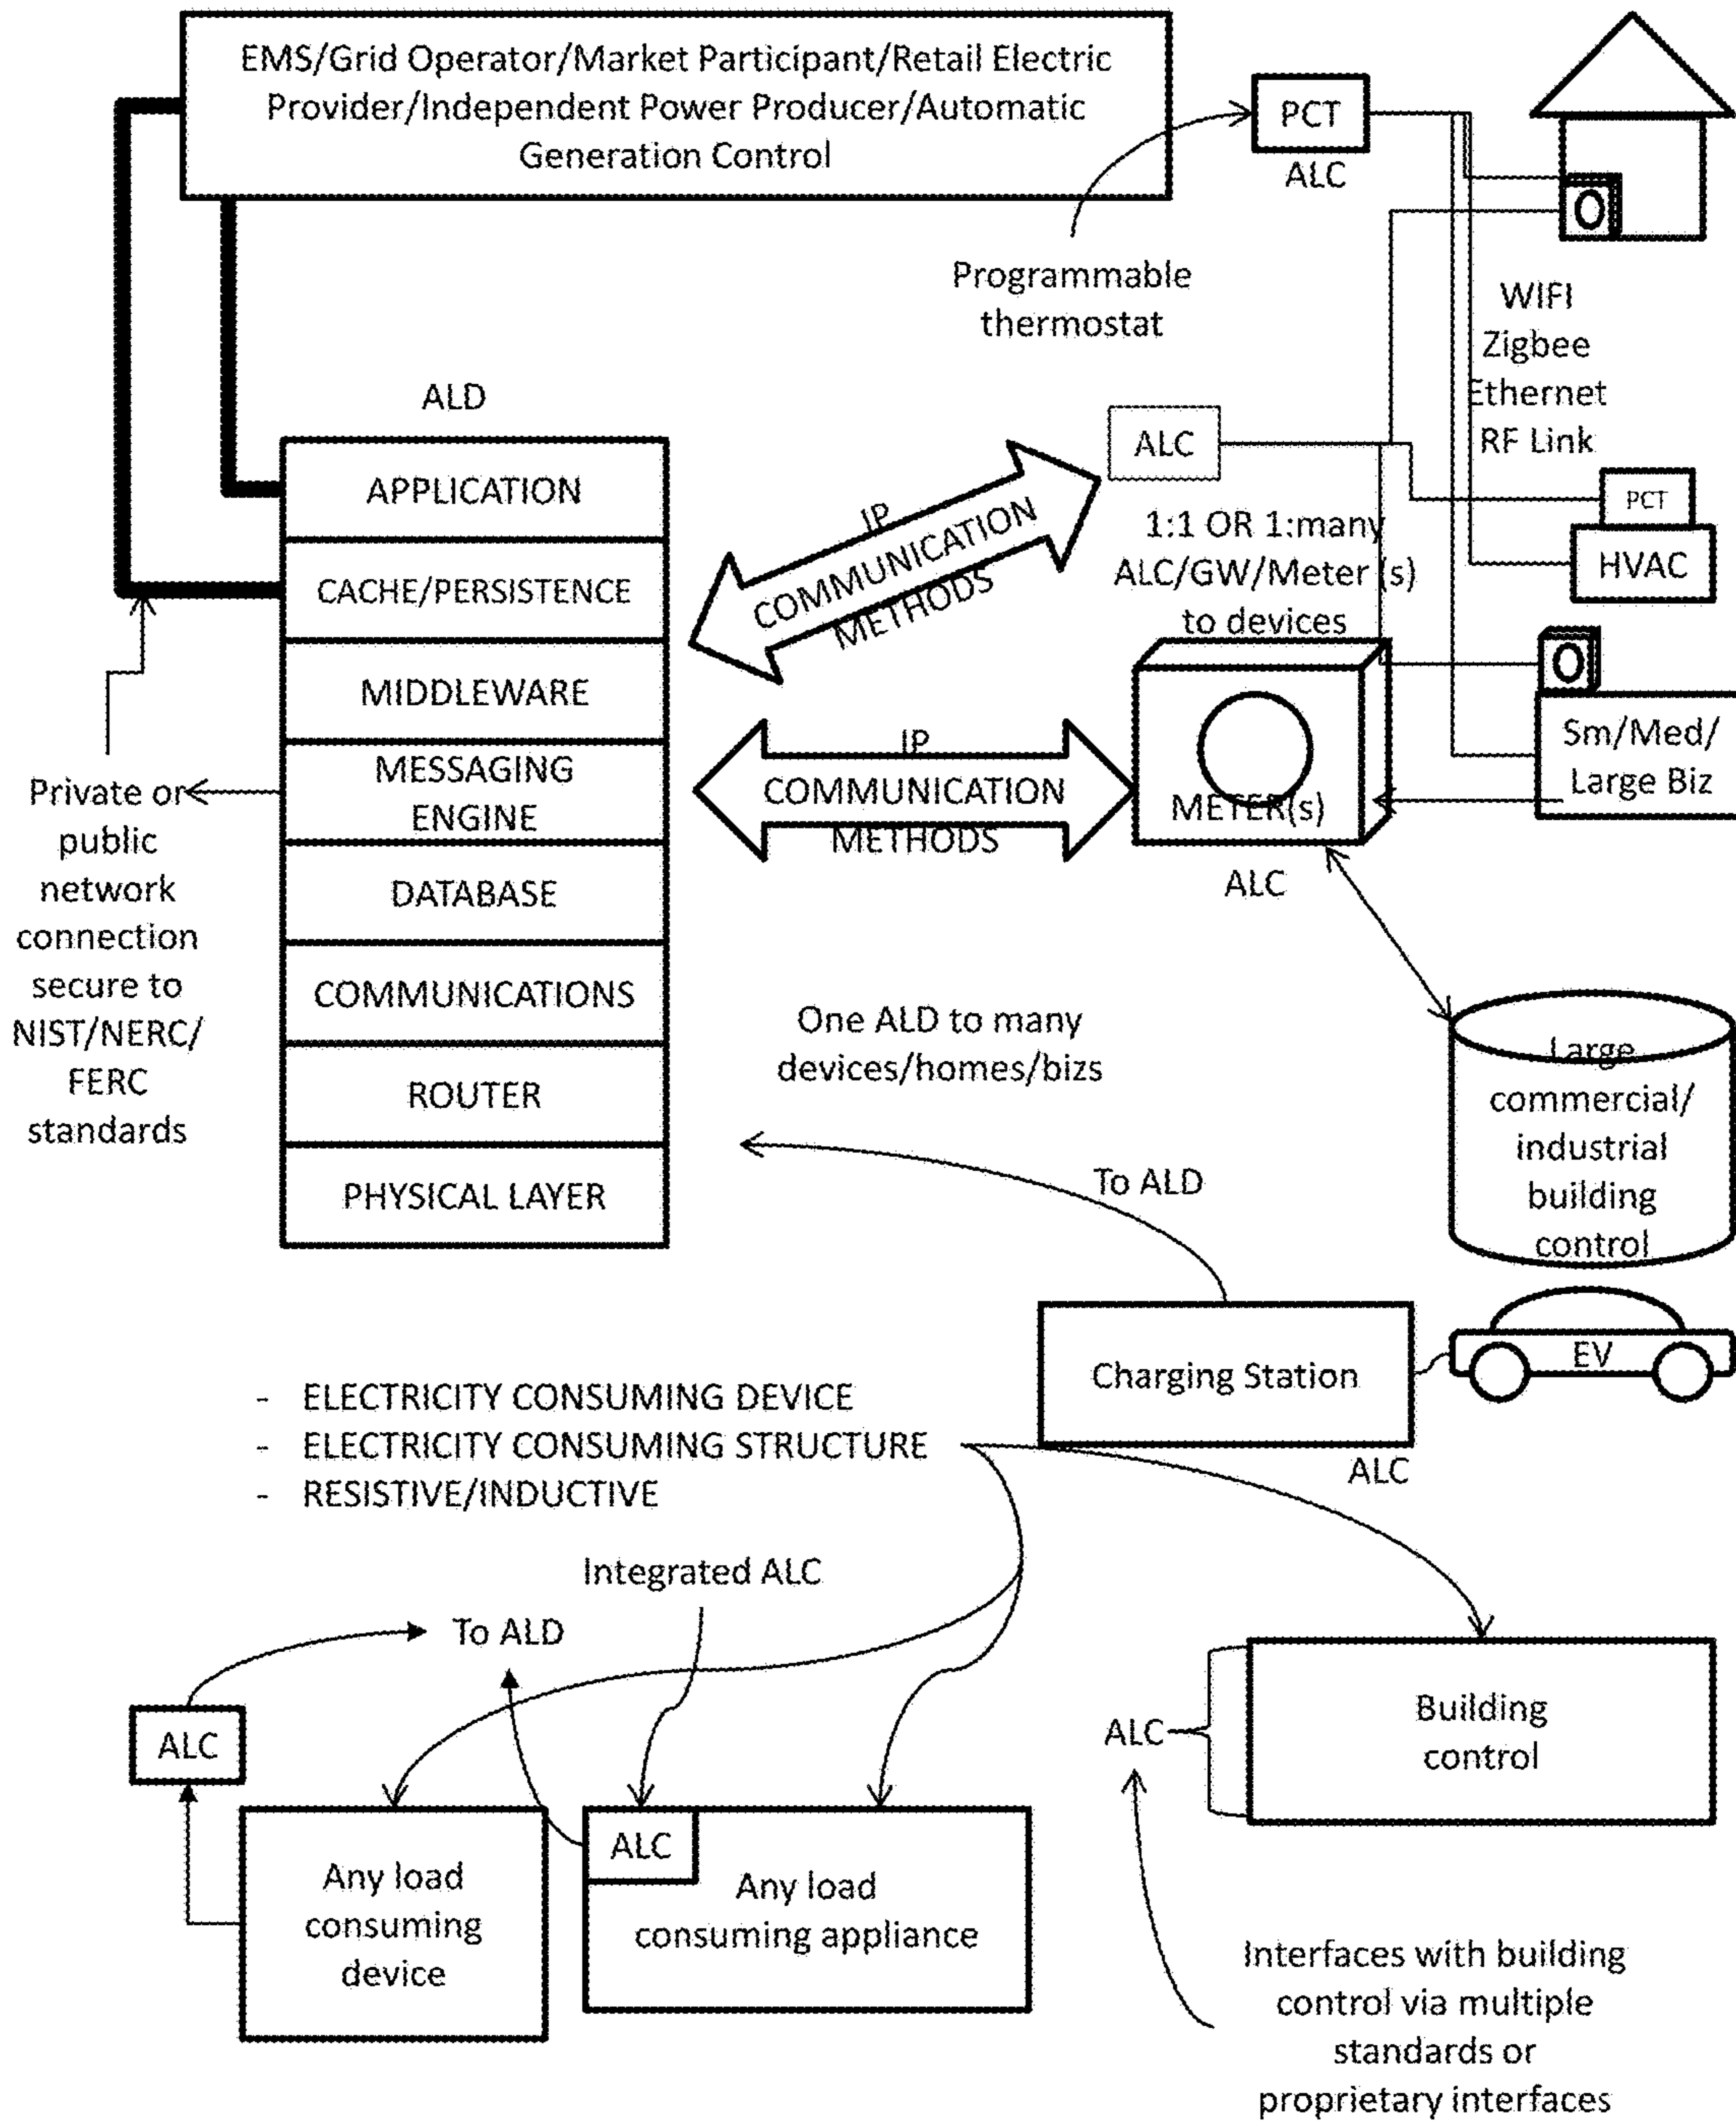 EMS/Grid Operator/Market Participant/Retail Electric
Provider/Independent Power Producer/Automatic
Generation Control
PCT
ALC
Programmable
thermostat
WIFI
Zigbee
Ethernet
RF Link
ALD
APPLICATION
CACHE/PERSISTENCE
MIDDLEWARE
MESSAGING
ENGINE
DATABASE
COMMUNICATIONS
ROUTER
PHYSICAL LAYER
IP
COMMUNICATION
METHODS
ALC
1:1 OR 1:many
ALC/GW/Meter (s)
to devices
PCT
HVAC
IP
COMMUNICATION
METHODS
METER(s)
ALC
Sm/Med/
Large Biz
Private or
public
network
connection
secure to
NIST/NERC/
FERC
standards
One ALD to many
devices/homes/bizs
Large
commercial/
industrial
building
control
To ALD
Charging Station
EV
ALC
- ELECTRICITY CONSUMING DEVICE
- ELECTRICITY CONSUMING STRUCTURE
- RESISTIVE/INDUCTIVE
Integrated ALC
To ALD
ALC
Any load
consuming
device
ALC
Any load
consuming appliance
ALC
Building
control
Interfaces with building
control via multiple
standards or
proprietary interfaces